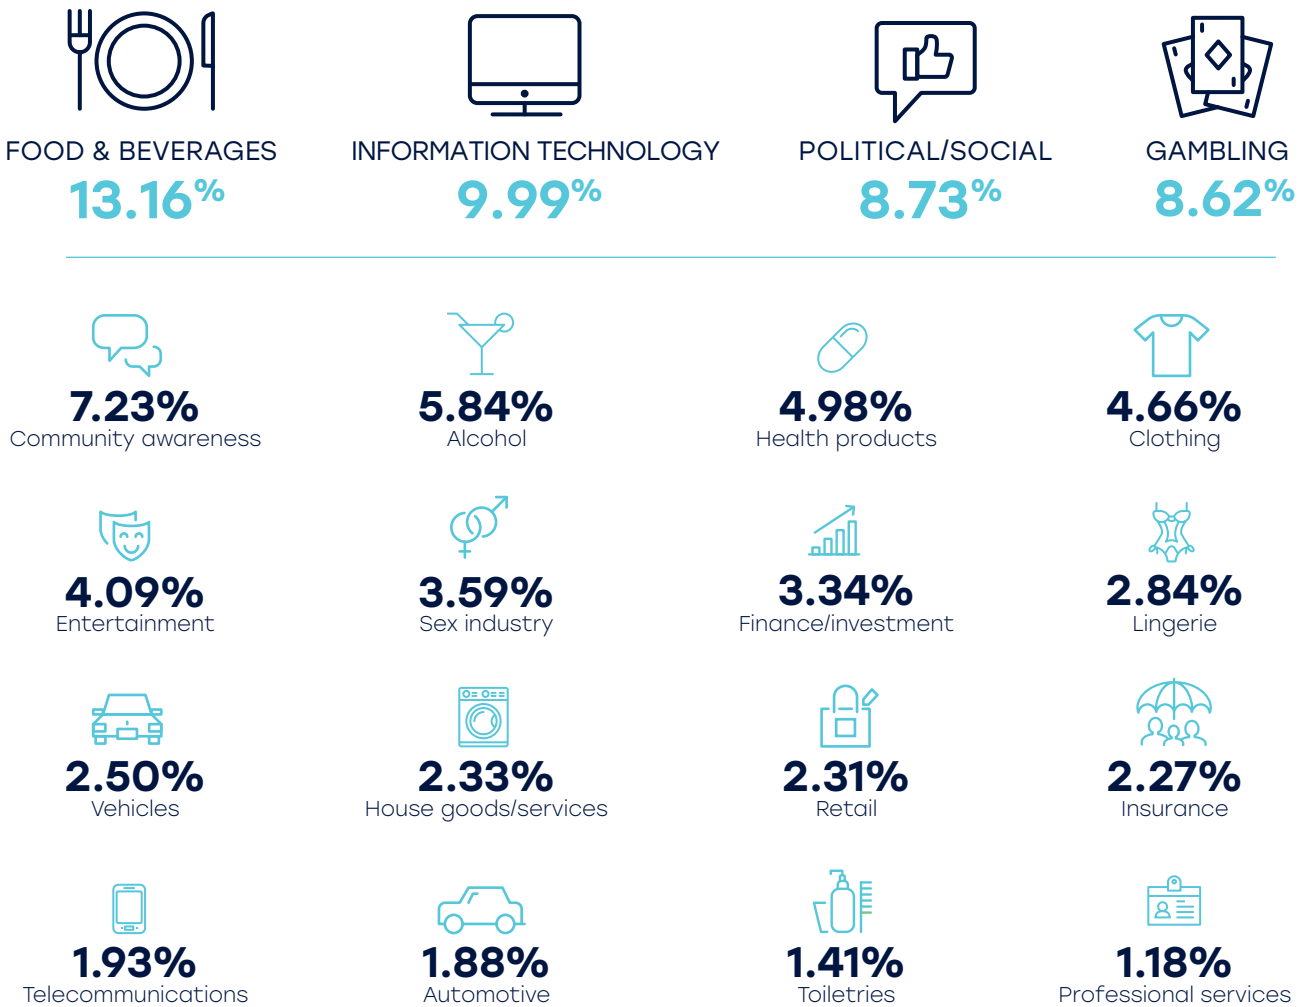 FOOD & BEVERAGES
13.16%
INFORMATION TECHNOLOGY
9.99%
POLITICAL/SOCIAL
8.73%
GAMBLING
8.62%
7.23%
Community awareness
5.84%
Alcohol
4.98%
Health products
4.66%
Clothing
4.09%
Entertainment
3.59%
Sex industry
3.34%
Finance/investment
2.84%
Lingerie
2.50%
Vehicles
2.33%
House goods/services
2.31%
Retail
2.27%
Insurance
1.93%
Telecommunications
1.88%
Automotive
1.41%
Toiletries
1.18%
Professional services